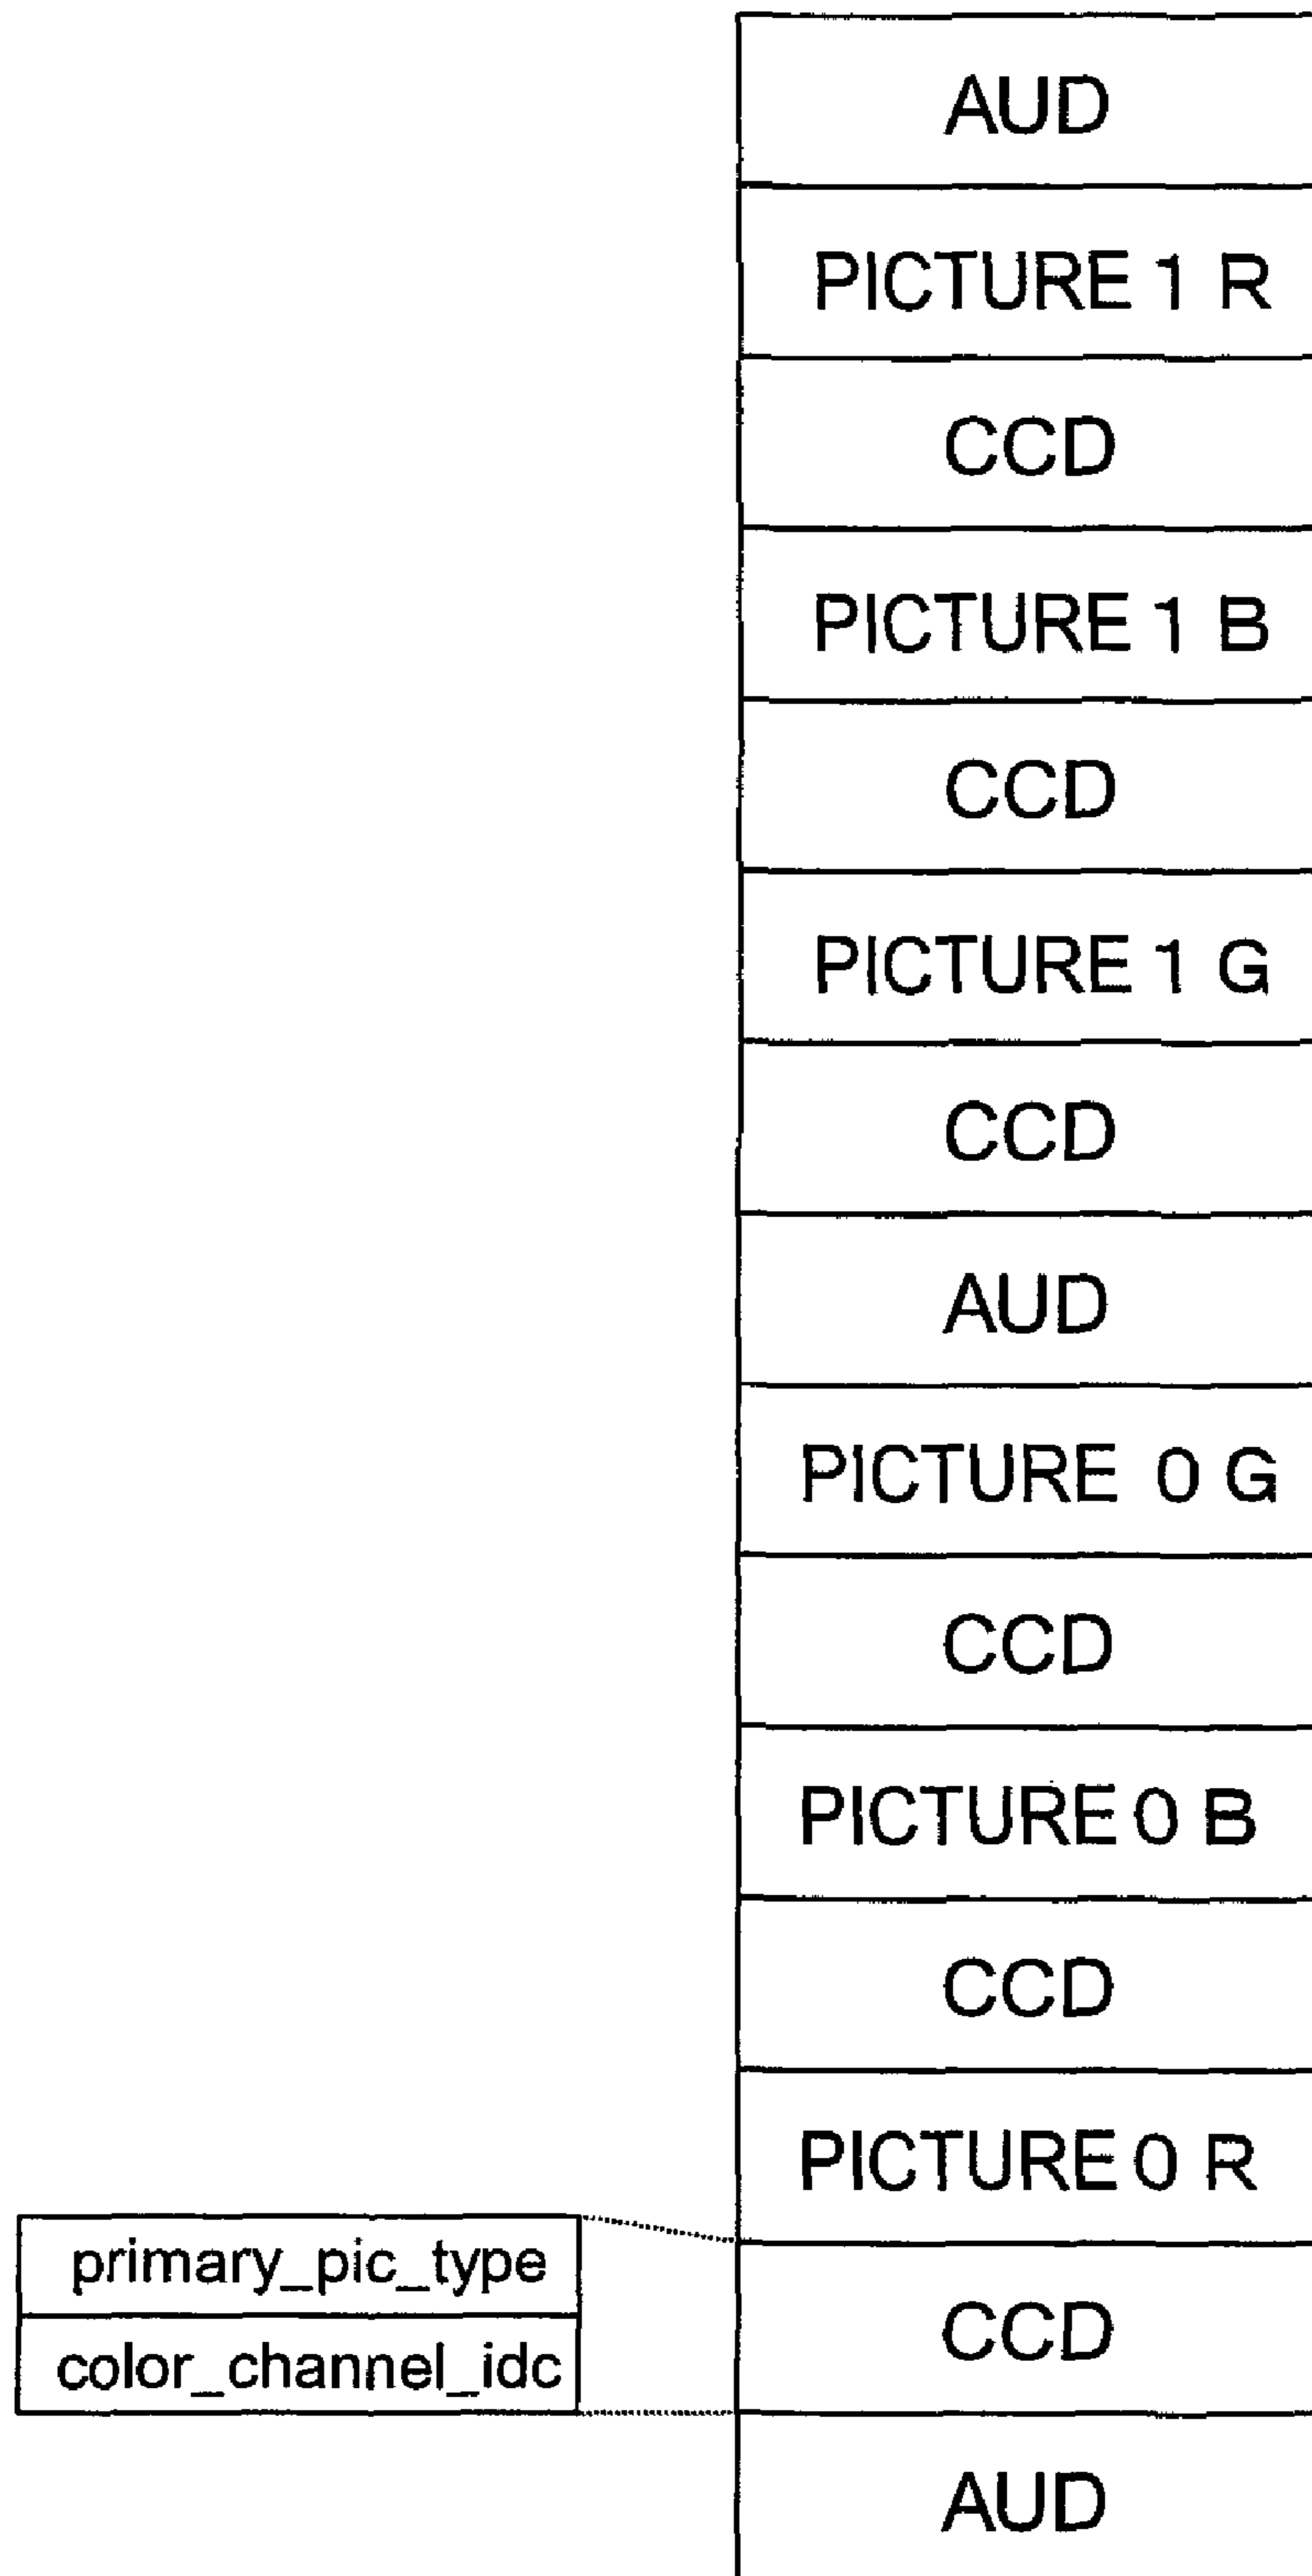 AUD
PICTURE 1 R
CCD
PICTURE 1 B
CCD
PICTURE 1 G
CCD
AUD
PICTURE 0 G
CCD
PICTURE 0 B
CCD
PICTURE 0 R
primary_pic_type
CCD
color_channel_idc
AUD